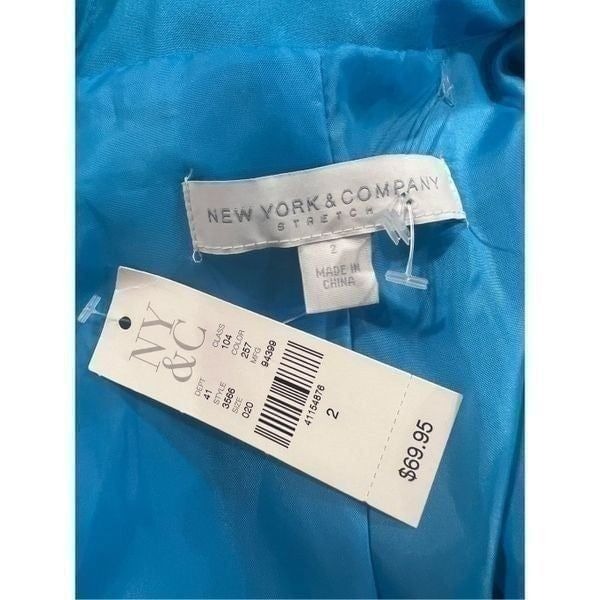 NEW YORK & COMPANY
STRETCH
2
MADE IN
CHINA
NY
&C
CLASS
104
COLOR
257
MFG
94399
DEPT
41
STYLE
3566
SIZE
020
41154876
2
$69.95